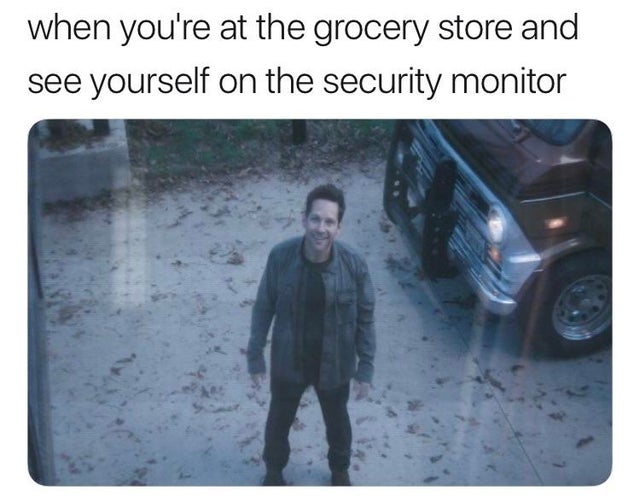 when you're at the grocery store and
see yourself on the security monitor